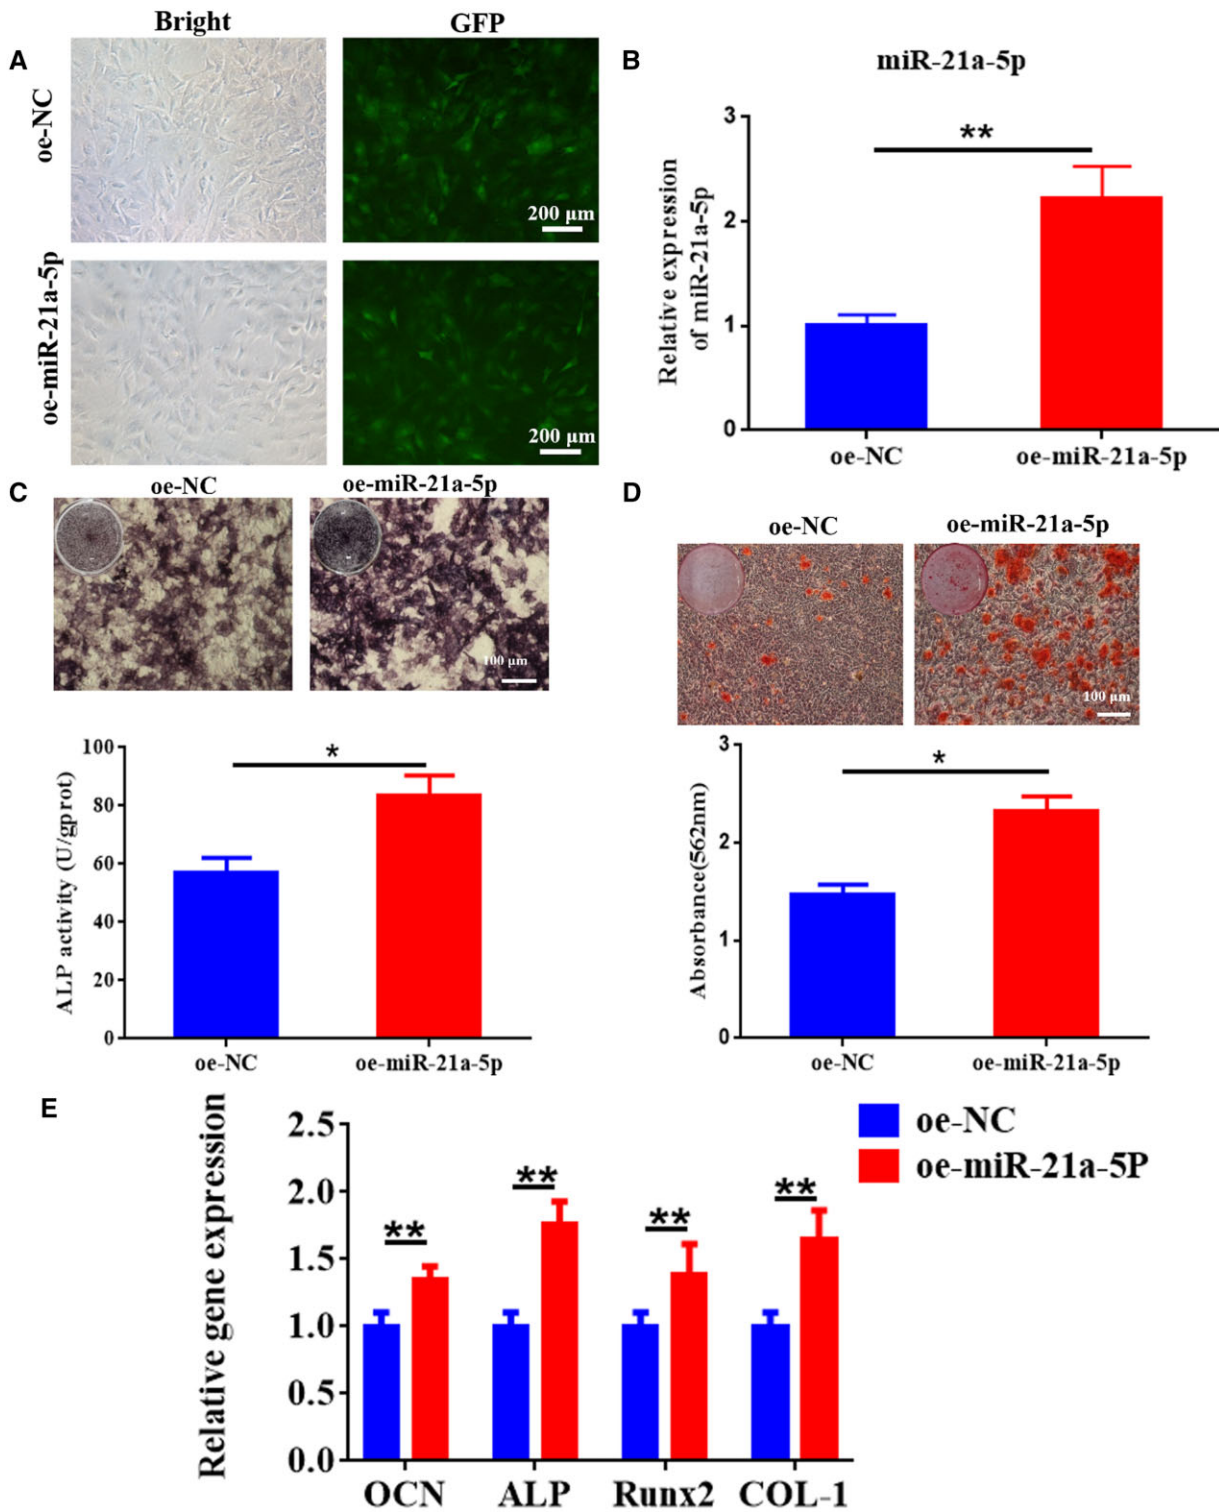 Bright GFP
A
oe-NC
200 µm
oe-miR-21a-5p
200 µm
B
miR-21a-5p
Relative expression
of miR-21a-5p
3
2
1
0
**
oe-NC oe-miR-21a-5p
C
oe-NC oe-miR-21a-5p
100 µm
ALP activity (U/gprot)
100
80
60
40
20
0
*
oe-NC oe-miR-21a-5p
D
oe-NC oe-miR-21a-5p
100 µm
Absorbance(562nm)
3
2
1
0
*
oe-NC oe-miR-21a-5p
E
Relative gene expression
2.5
2.0
1.5
1.0
0.5
0.0
** ** ** **
OCN ALP Runx2 COL-1
oe-NC
oe-miR-21a-5P